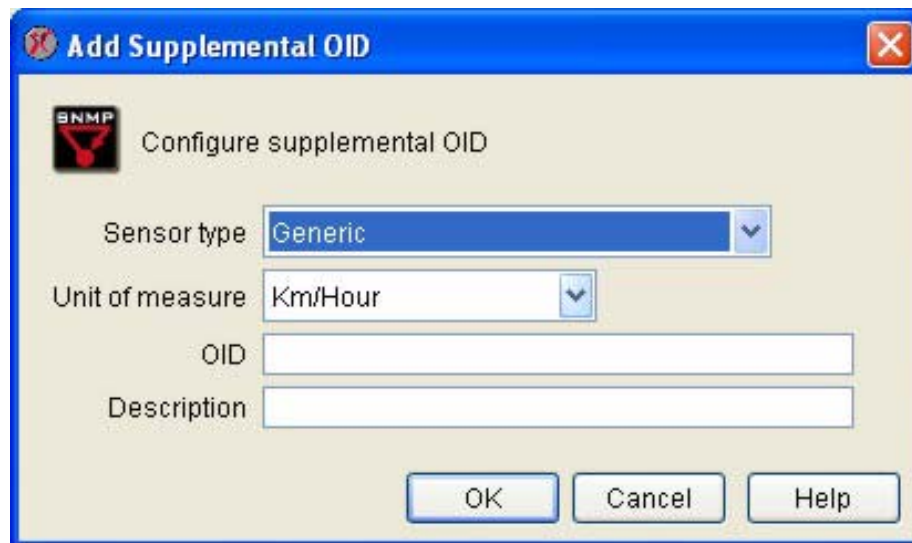 Add Supplemental OID
SNMP
Configure supplemental OID
Sensor type Generic
Unit of measure Km/Hour
OID
Description
OK Cancel Help